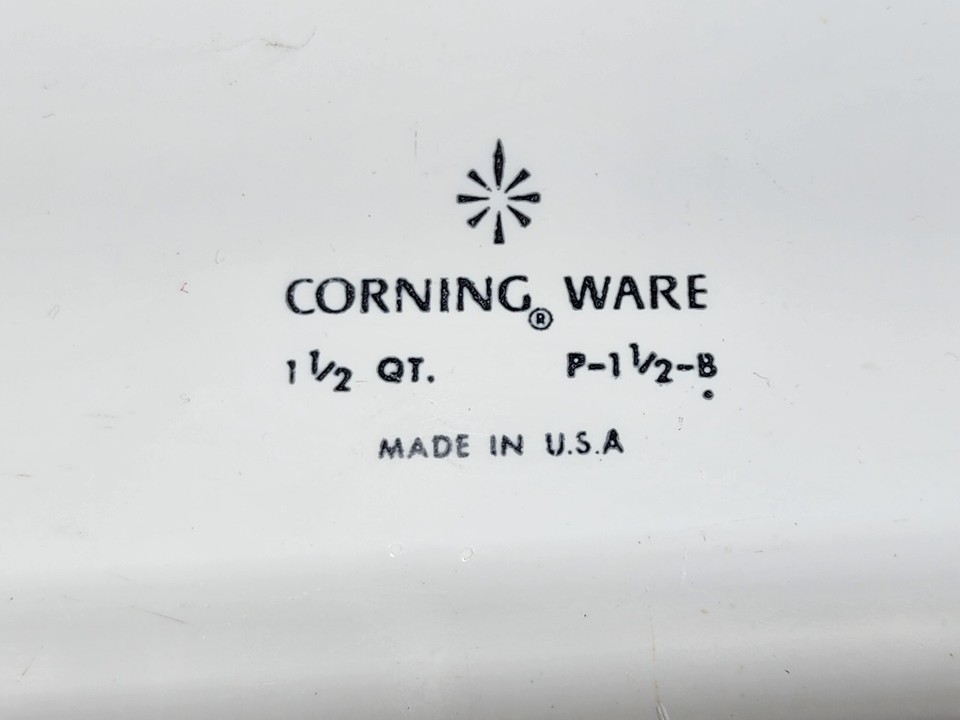 CORNING® WARE
1 1/2 QT. P-1 1/2-B
MADE IN U.S.A